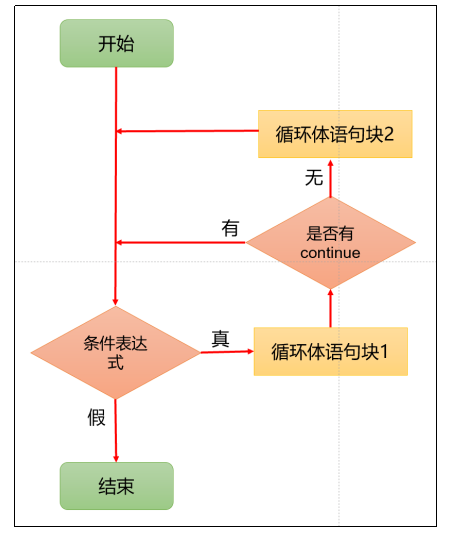 开始
循环体语句块2
无
有
是否有
continue
条件表达
式
真
循环体语句块1
假
结束